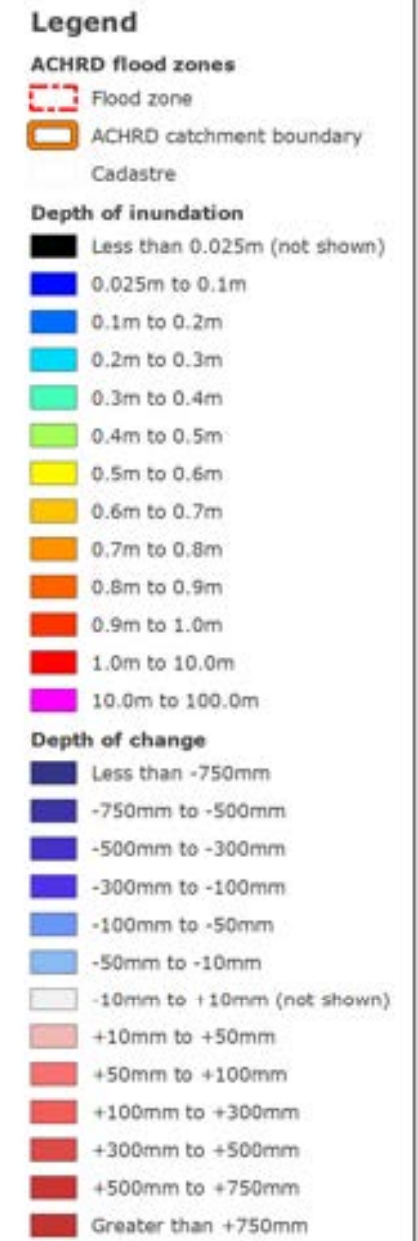 Legend
ACHRD flood zones
Flood zone
ACHRD catchment boundary
Cadastre
Depth of inundation
Less than 0.025m (not shown)
0.025m to 0.1m
0.1m to 0.2m
0.2m to 0.3m
0.3m to 0.4m
0.4m to 0.5m
0.5m to 0.6m
0.6m to 0.7m
0.7m to 0.8m
0.8m to 0.9m
0.9m to 1.0m
1.0m to 10.0m
10.0m to 100.0m
Depth of change
Less than -750mm
-750mm to -500mm
-500mm to -300mm
-300mm to -100mm
-100mm to -50mm
-50mm to -10mm
-10mm to +10mm (not shown)
+10mm to +50mm
+50mm to +100mm
+100mm to +300mm
+300mm to +500mm
+500mm to +750mm
Greater than +750mm